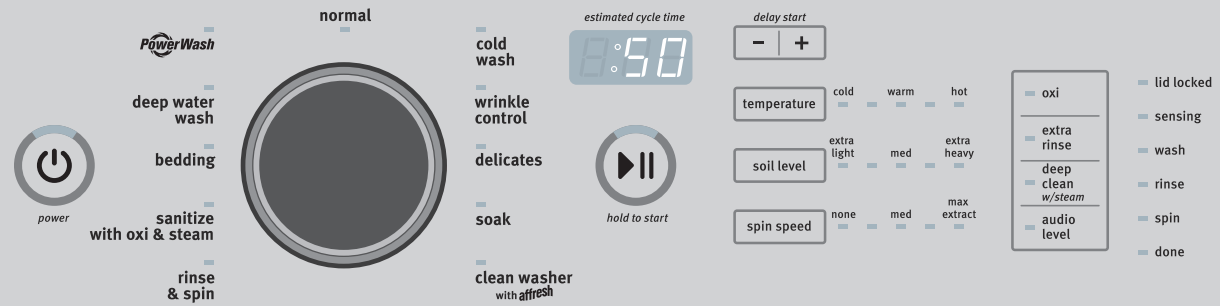 PowerWash
deep water
wash
bedding
sanitize
with oxi & steam
rinse
& spin
power
normal
cold
wash
wrinkle
control
delicates
soak
clean washer
with affresh
estimated cycle time
:50
hold to start
delay start
− +
temperature
cold warm hot
soil level
extra
light
med
extra
heavy
spin speed
none
med
max
extract
oxi
extra
rinse
deep
clean
w/steam
audio
level
lid locked
sensing
wash
rinse
spin
done